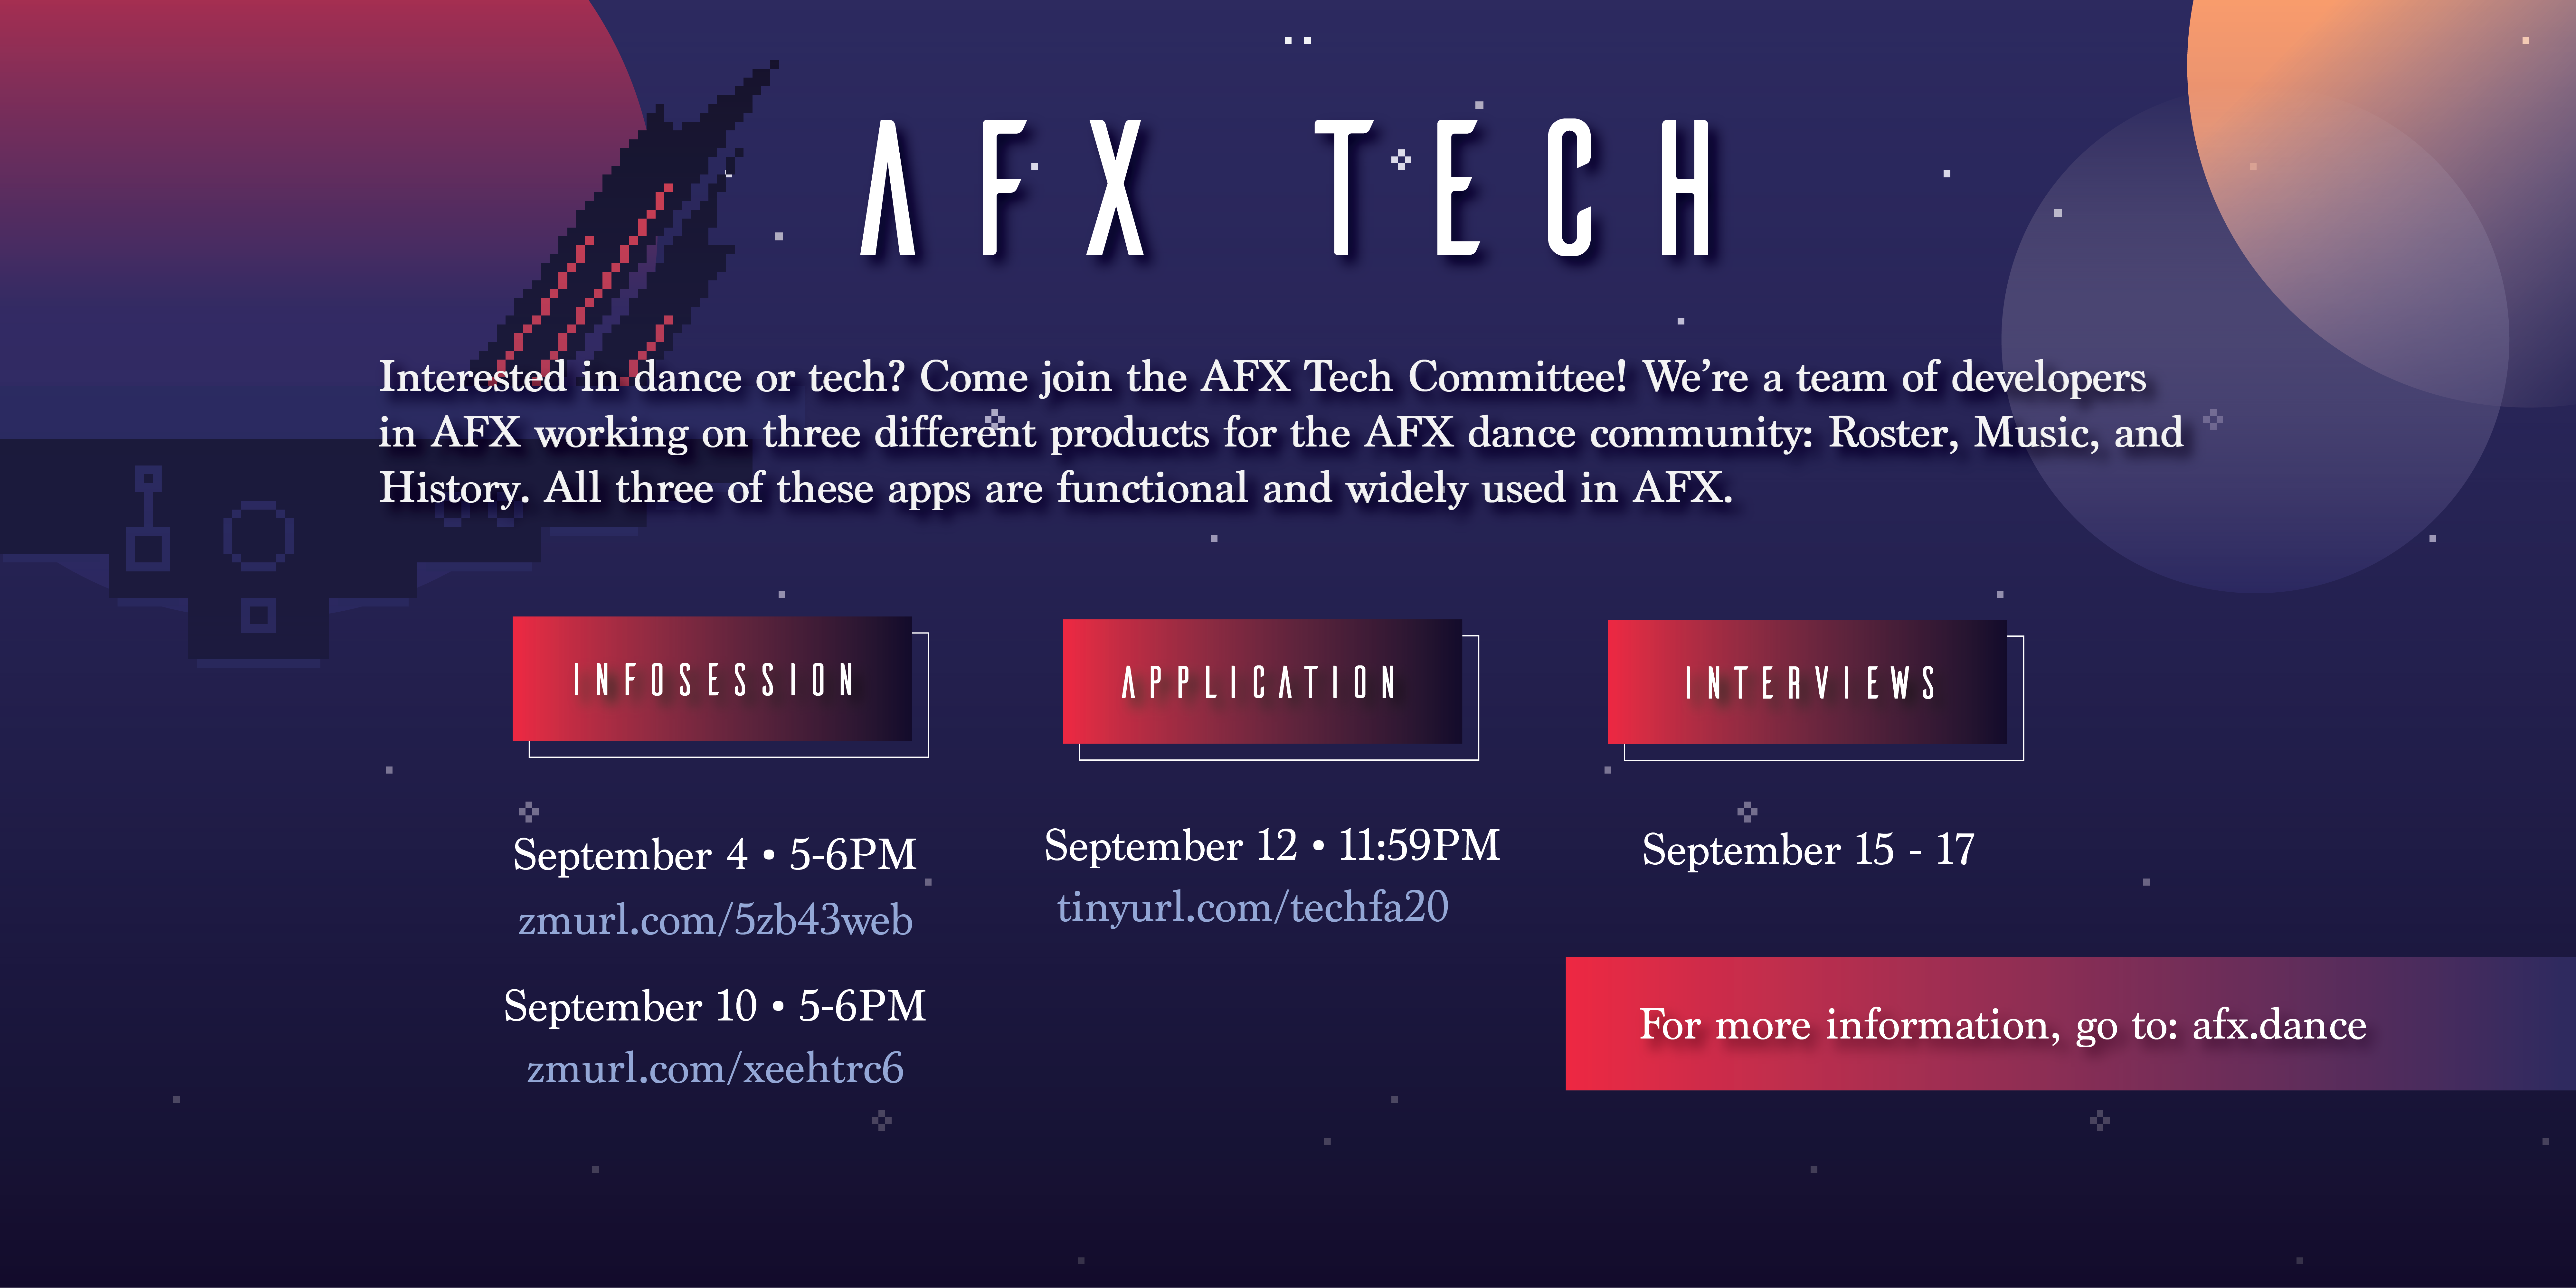 AFX TECH
Interested in dance or tech? Come join the AFX Tech Committee! We’re a team of developers
in AFX working on three different products for the AFX dance community: Roster, Music, and
History. All three of these apps are functional and widely used in AFX.
INFOSESSION
September 4 • 5-6PM
zmurl.com/5zb43web
September 10 • 5-6PM
zmurl.com/xeehtrc6
APPLICATION
September 12 • 11:59PM
tinyurl.com/techfa20
INTERVIEWS
September 15 - 17
For more information, go to: afx.dance